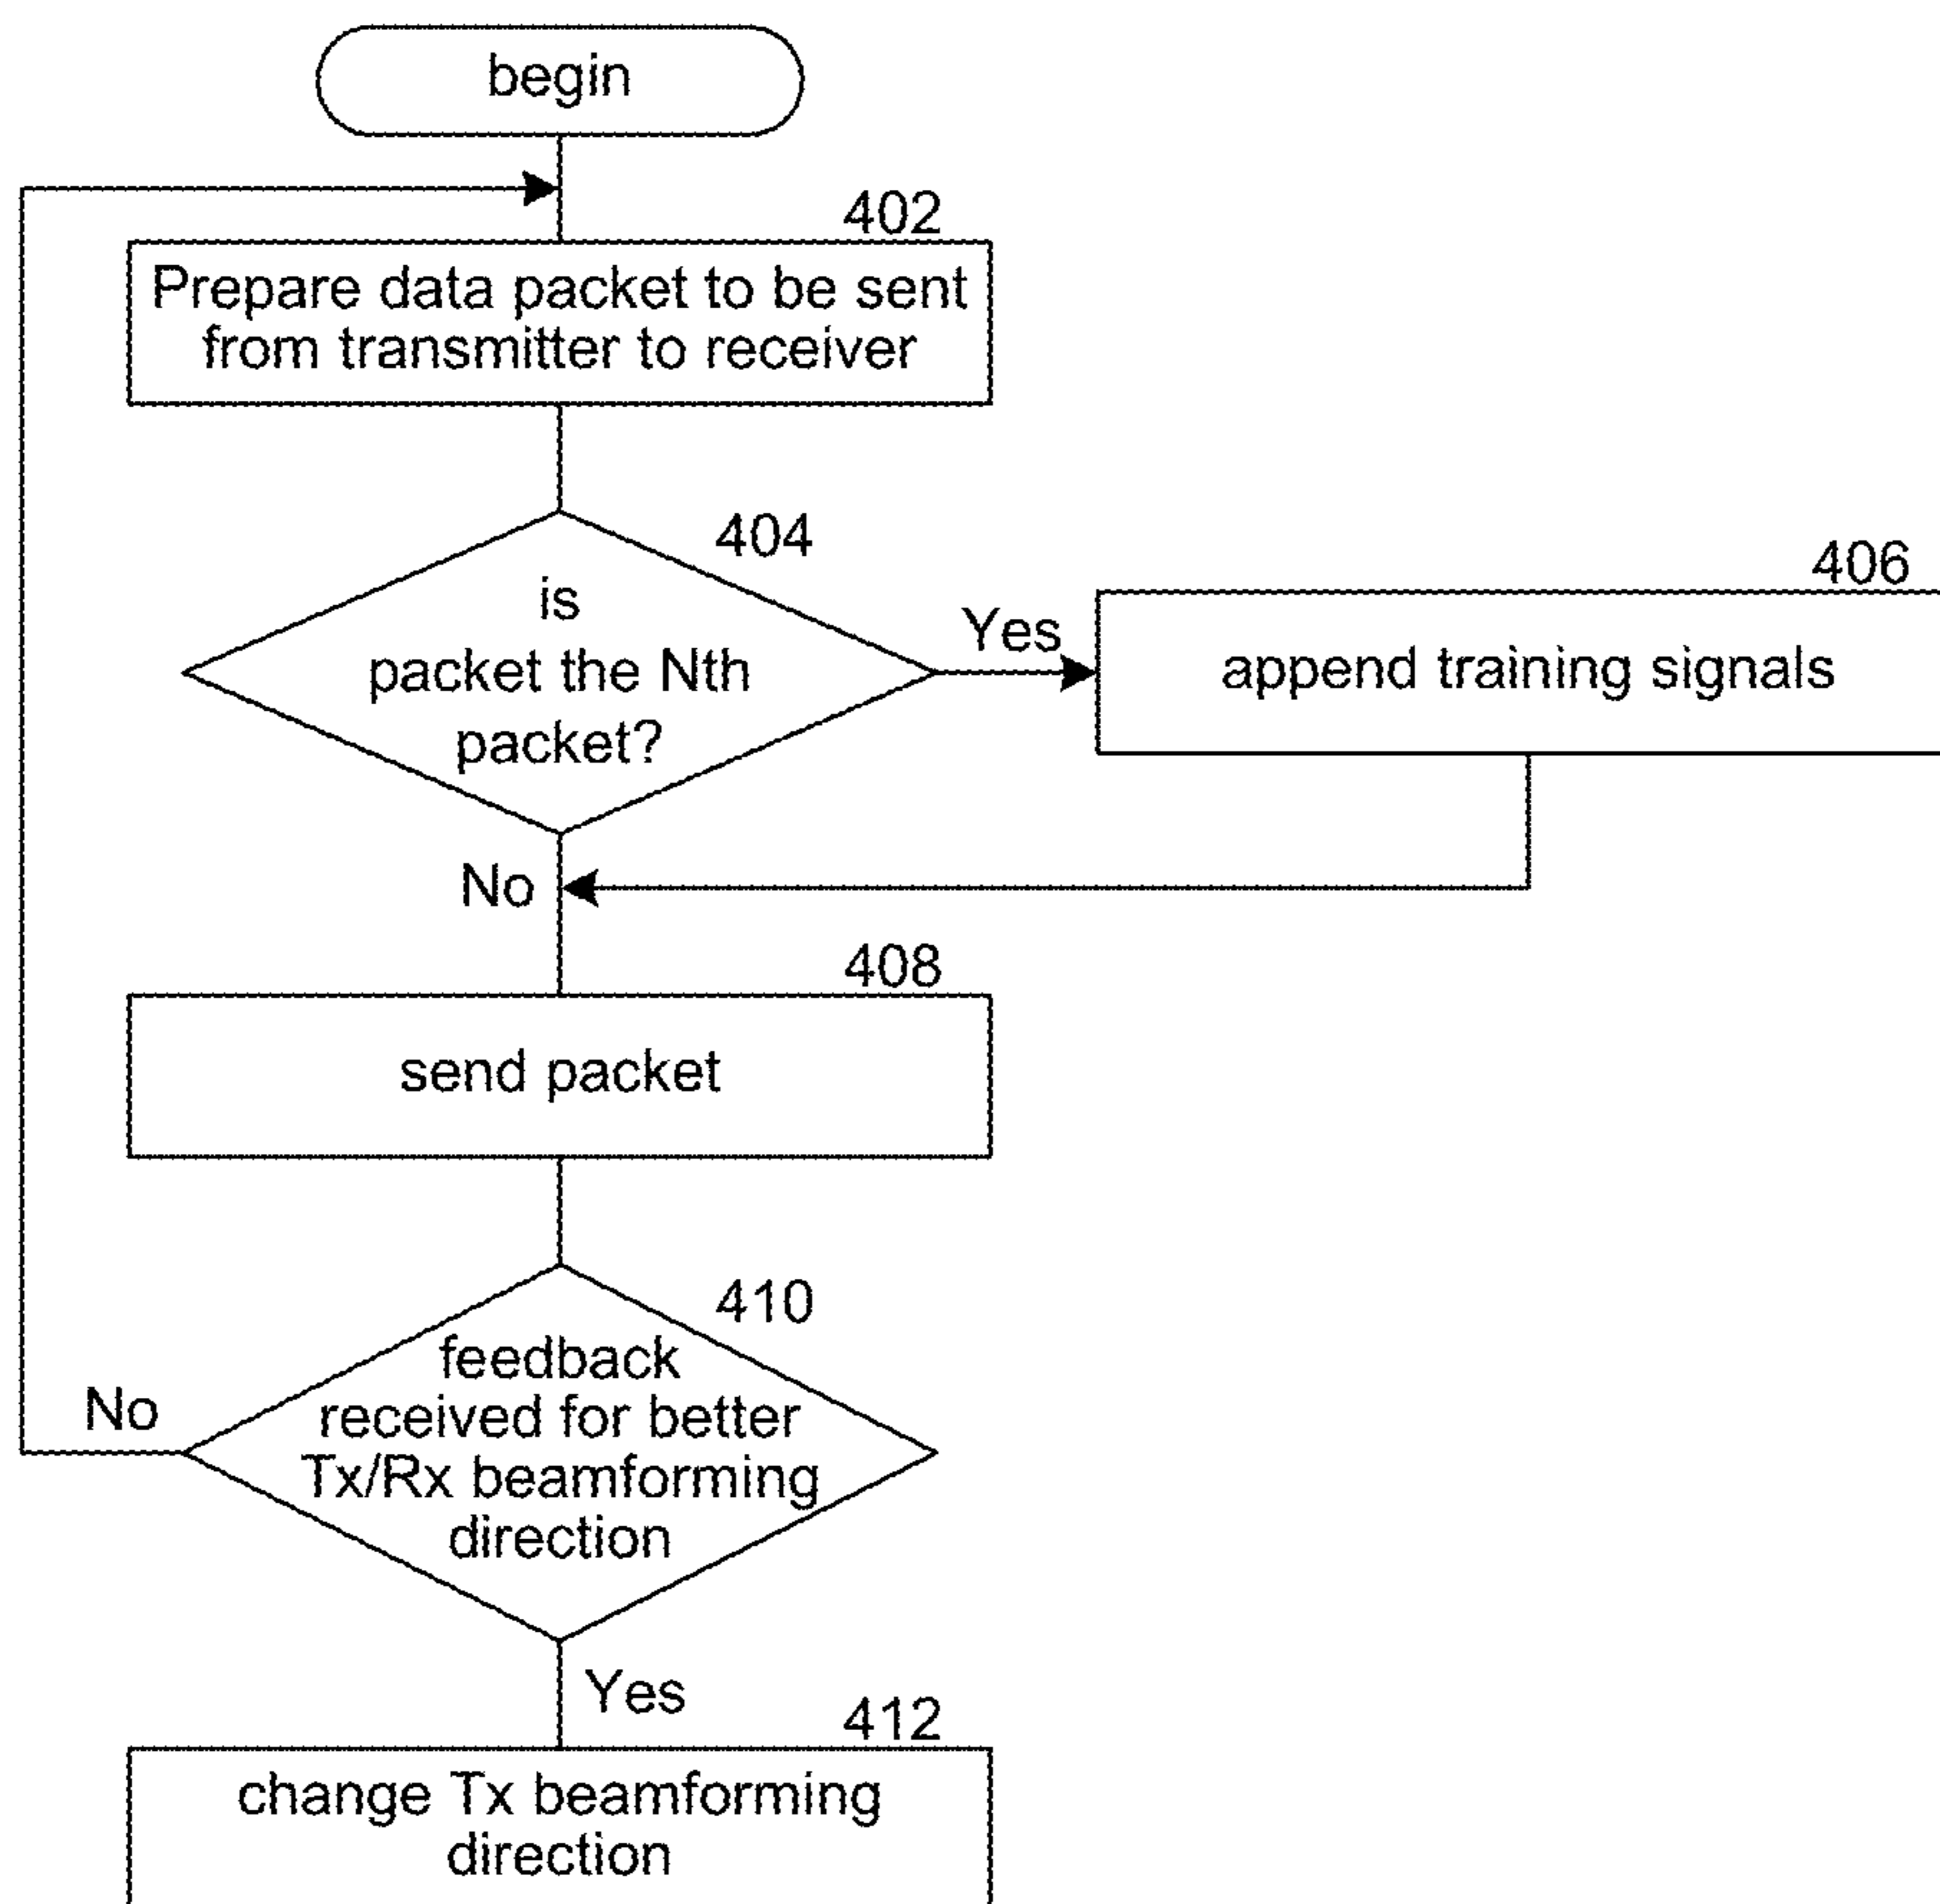 begin
402
Prepare data packet to be sent
from transmitter to receiver
404
is
packet the Nth
packet?
Yes
406
append training signals
No
408
send packet
410
feedback
received for better
Tx/Rx beamforming
direction
No
Yes
412
change Tx beamforming
direction